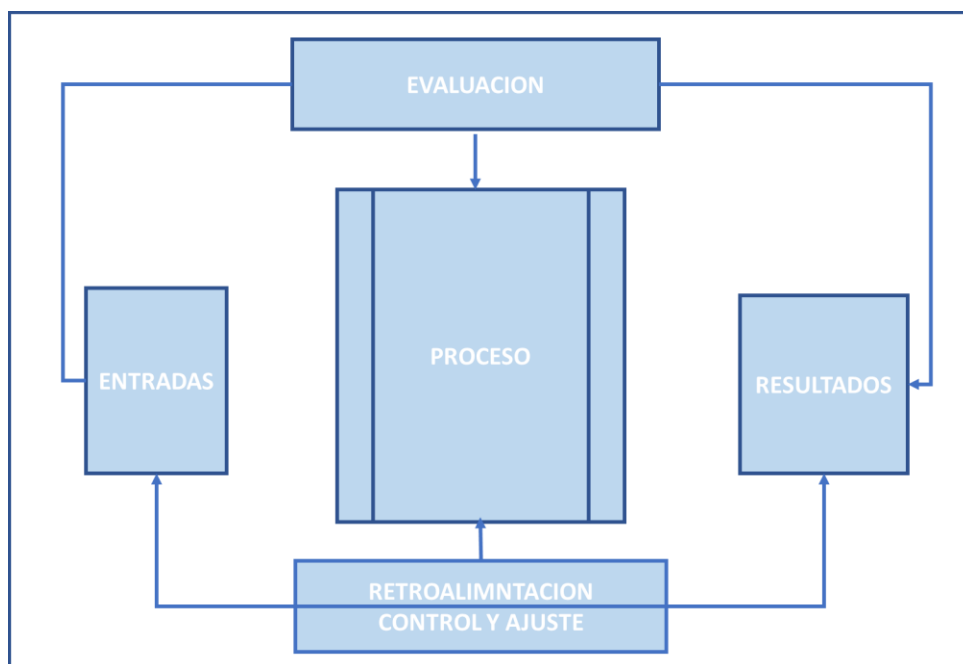 EVALUACION
PROCESO
ENTRADAS
RESULTADOS
RETROALIMNTACION
CONTROL Y AJUSTE